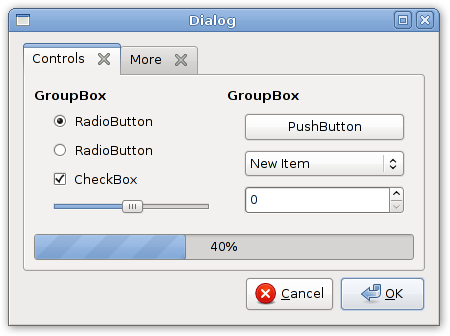 Dialog
Controls More
GroupBox GroupBox
RadioButton PushButton
RadioButton New Item
CheckBox 0
40%
Cancel OK